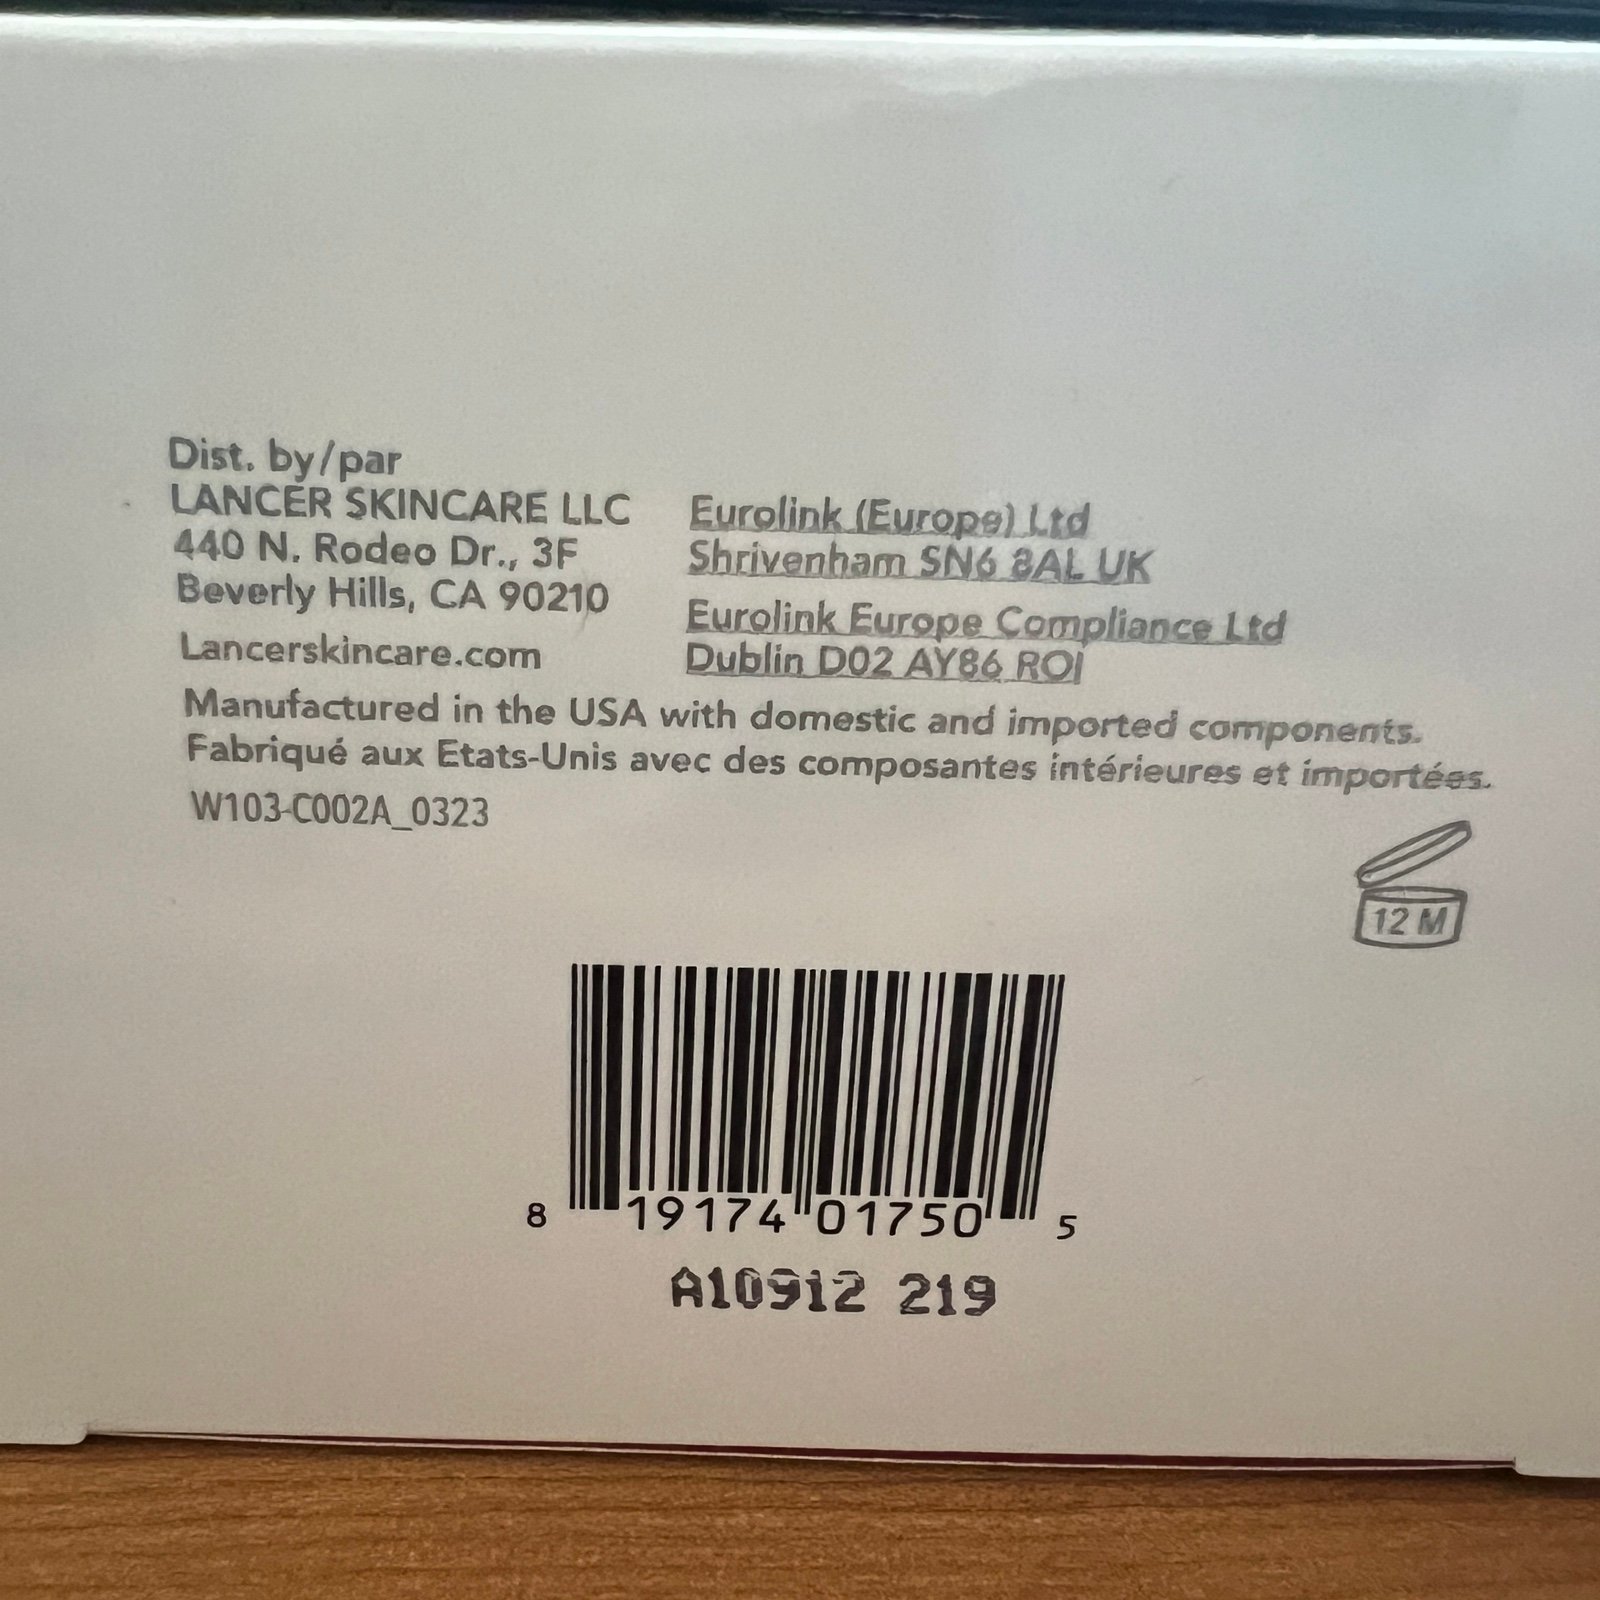 Dist. by/par
LANCER SKINCARE LLC
440 N. Rodeo Dr., 3F
Beverly Hills, CA 90210
Lancerskincare.com
Eurolink (Europe) Ltd
Shrivenham SN6 8AL UK
Eurolink Europe Compliance Ltd
Dublin D02 AY86 ROI
Manufactured in the USA with domestic and imported components.
Fabriqué aux Etats-Unis avec des composantes intérieures et importées.
W103-C002A_0323
12 M
8 19174 01750 5
A10912 219